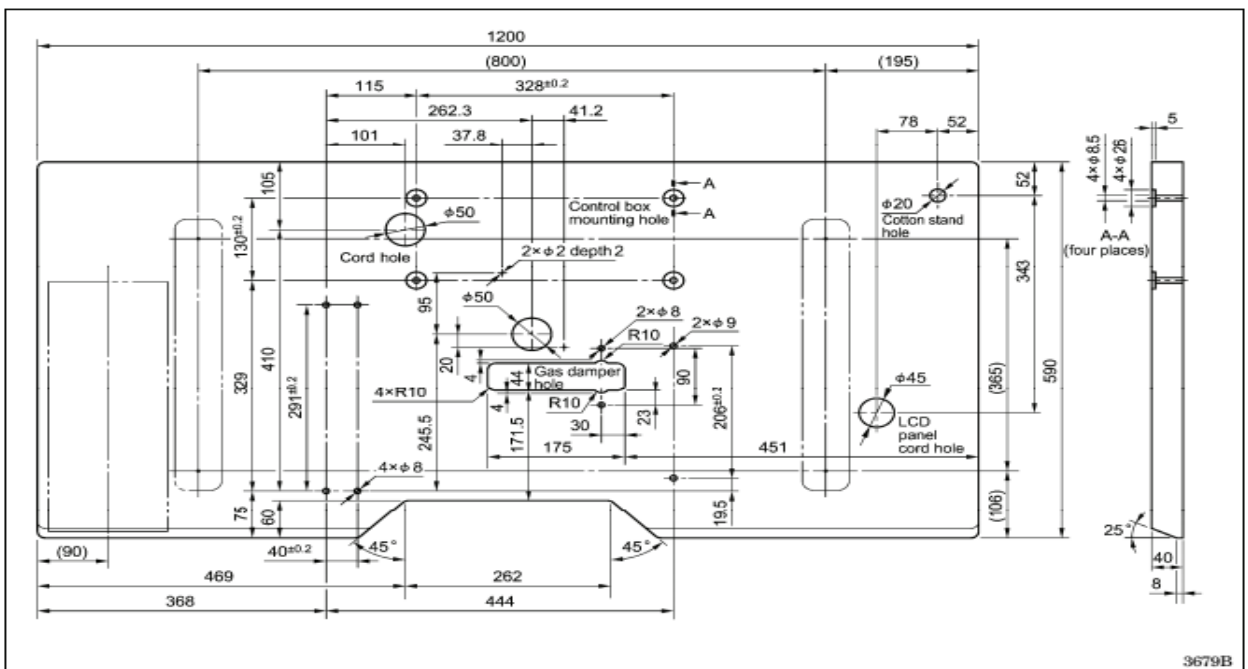 1200
(800)
(195)
115
328±0.2
262.3
41.2
78
52
5
101
37.8
4×φ8.5
4×φ26
A
A
105
52
φ50
Control box
mounting hole
φ20
Cotton stand
hole
A-A
(four places)
130±0.2
Cord hole
2×φ2 depth 2
343
95
φ50
2×φ8
2×φ9
R10
20
410
329
590
4
44
Gas damper
hole
90
(365)
φ45
291±0.2
4×R10
4
R10
206±0.2
LCD
panel
cord hole
245.5
171.5
30
23
175
451
4×φ8
75
60
19.5
(106)
25°
(90)
40±0.2
45°
45°
40
469
262
8
368
444
3679B